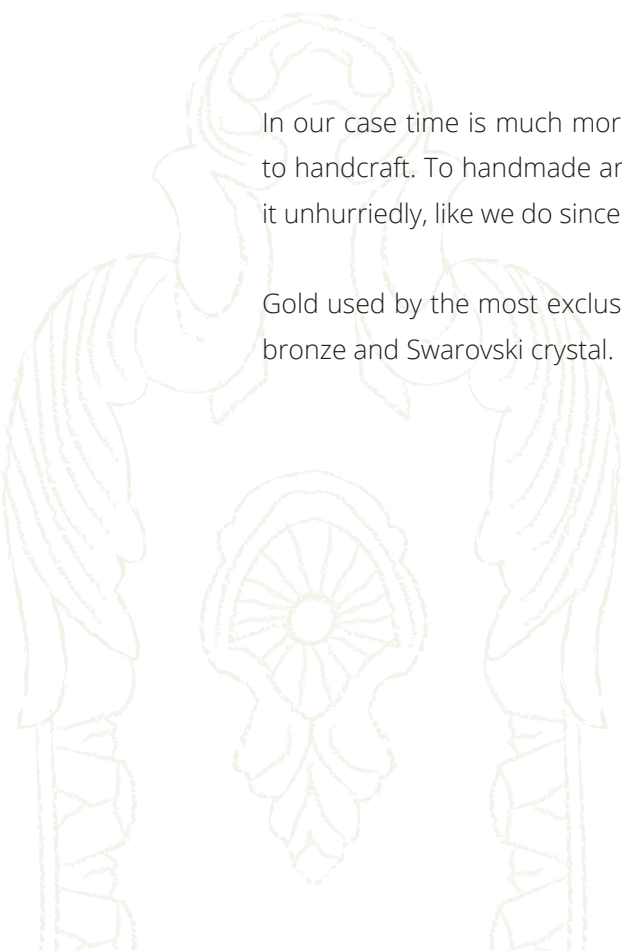 In our case time is much mor
to handcraft. To handmade ar
it unhurriedly, like we do since
Gold used by the most exclus
bronze and Swarovski crystal.